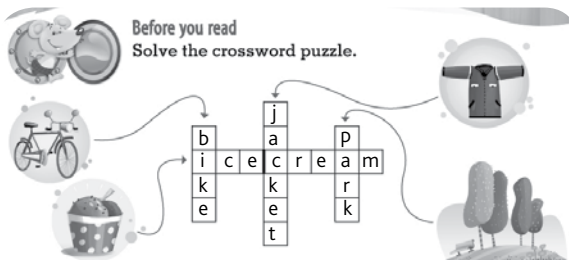 Before you read
Solve the crossword puzzle.
j
b a p
i c e c r e a m
k k r
e e k
t